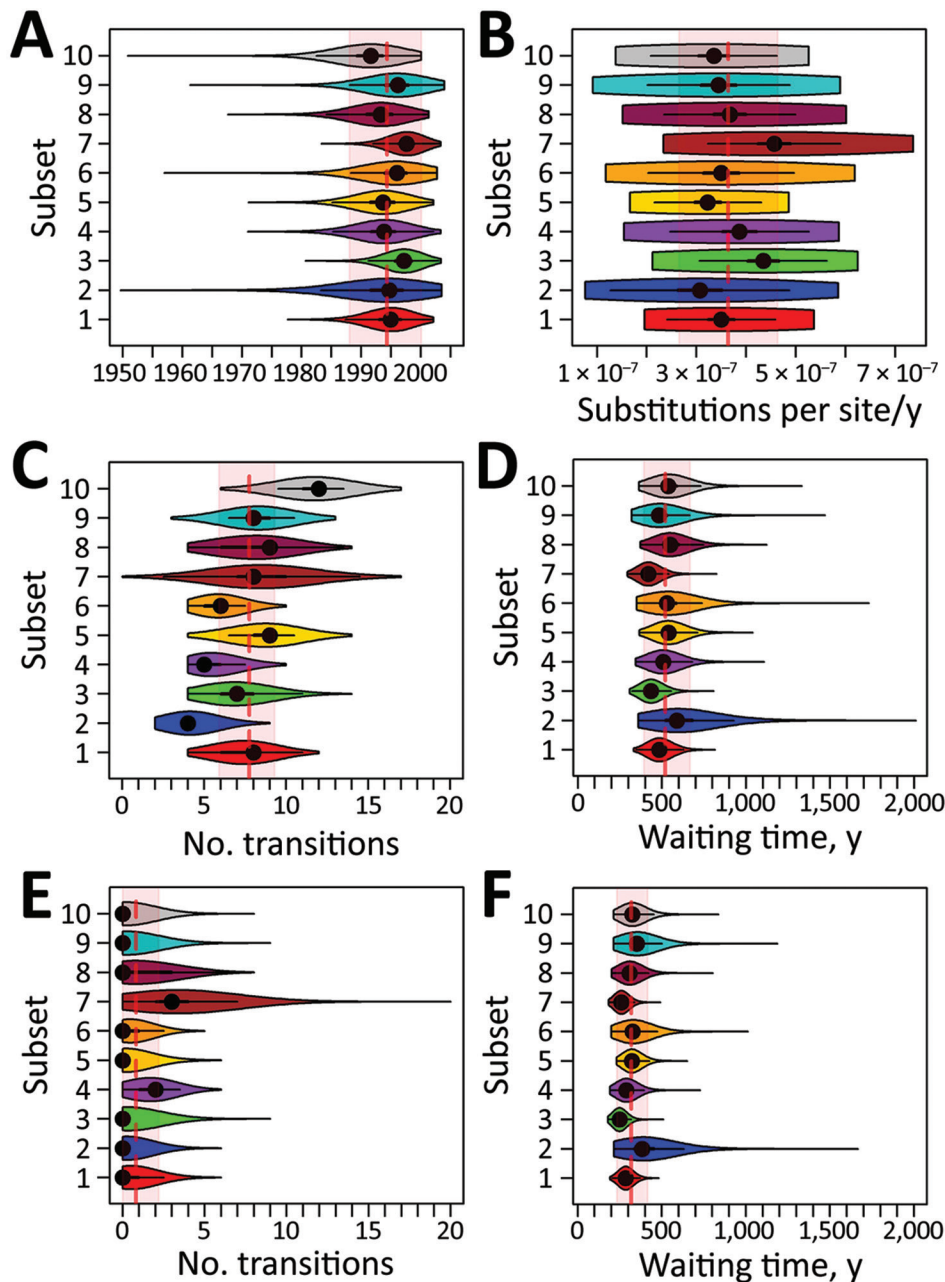 A
Subset
10
9
8
7
6
5
4
3
2
1
1950 1960 1970 1980 1990 2000
B
Subset
10
9
8
7
6
5
4
3
2
1
1 × 10⁻⁷ 3 × 10⁻⁷ 5 × 10⁻⁷ 7 × 10⁻⁷
Substitutions per site/y
C
Subset
10
9
8
7
6
5
4
3
2
1
0 5 10 15 20
No. transitions
D
Subset
10
9
8
7
6
5
4
3
2
1
0 500 1,000 1,500 2,000
Waiting time, y
E
Subset
10
9
8
7
6
5
4
3
2
1
0 5 10 15 20
No. transitions
F
Subset
10
9
8
7
6
5
4
3
2
1
0 500 1,000 1,500 2,000
Waiting time, y